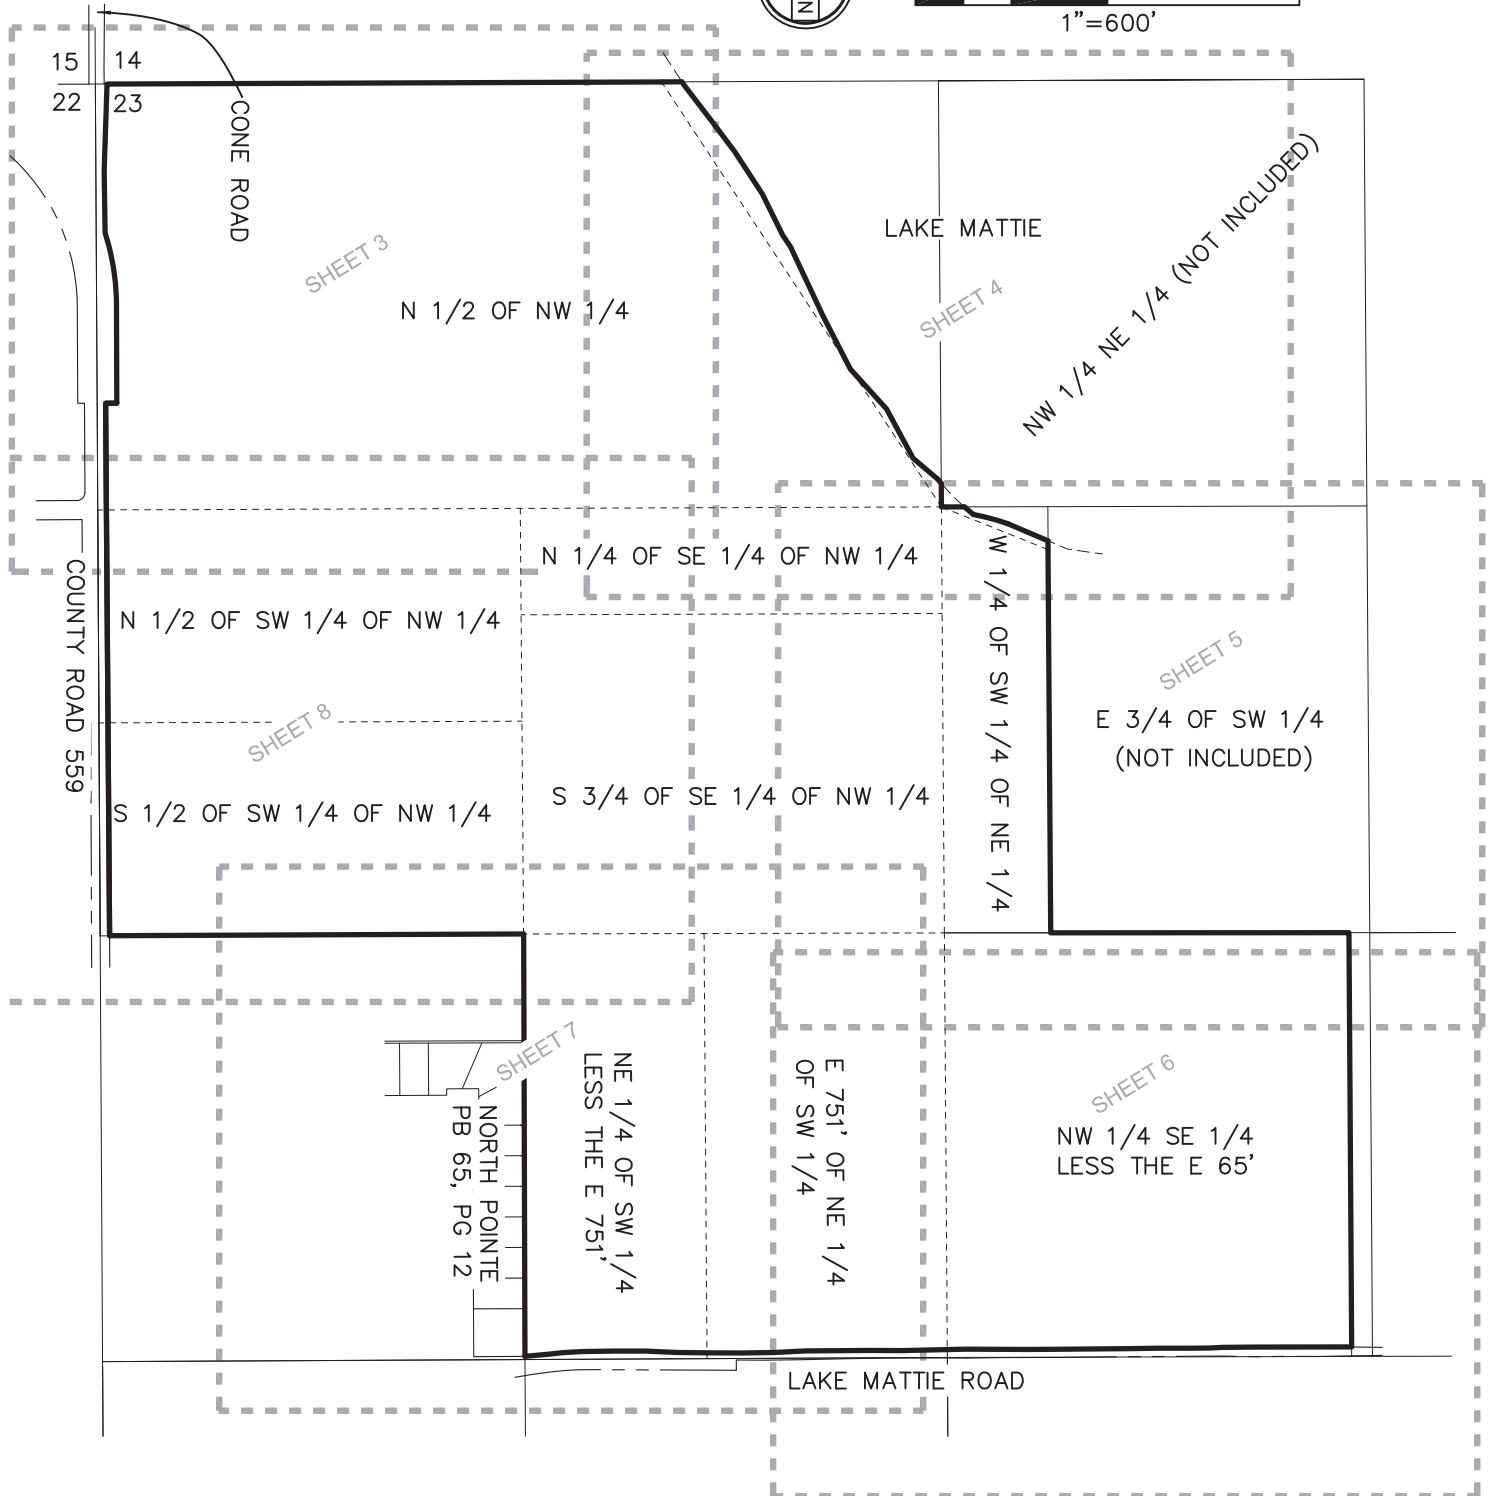 N
1"=600'
15
14
22
23
CONE ROAD
SHEET 3
N 1/2 OF NW 1/4
LAKE MATTIE
SHEET 4
NW 1/4 NE 1/4 (NOT INCLUDED)
N 1/4 OF SE 1/4 OF NW 1/4
N 1/2 OF SW 1/4 OF NW 1/4
COUNTY ROAD 559
SHEET 8
S 1/2 OF SW 1/4 OF NW 1/4
S 3/4 OF SE 1/4 OF NW 1/4
W 1/4 OF SW 1/4 OF NE 1/4
SHEET 5
E 3/4 OF SW 1/4
(NOT INCLUDED)
SHEET 7
NORTH POINTE
PB 65, PG 12
NE 1/4 OF SW 1/4
LESS THE E 751'
E 751' OF NE 1/4
OF SW 1/4
SHEET 6
NW 1/4 SE 1/4
LESS THE E 65'
LAKE MATTIE ROAD